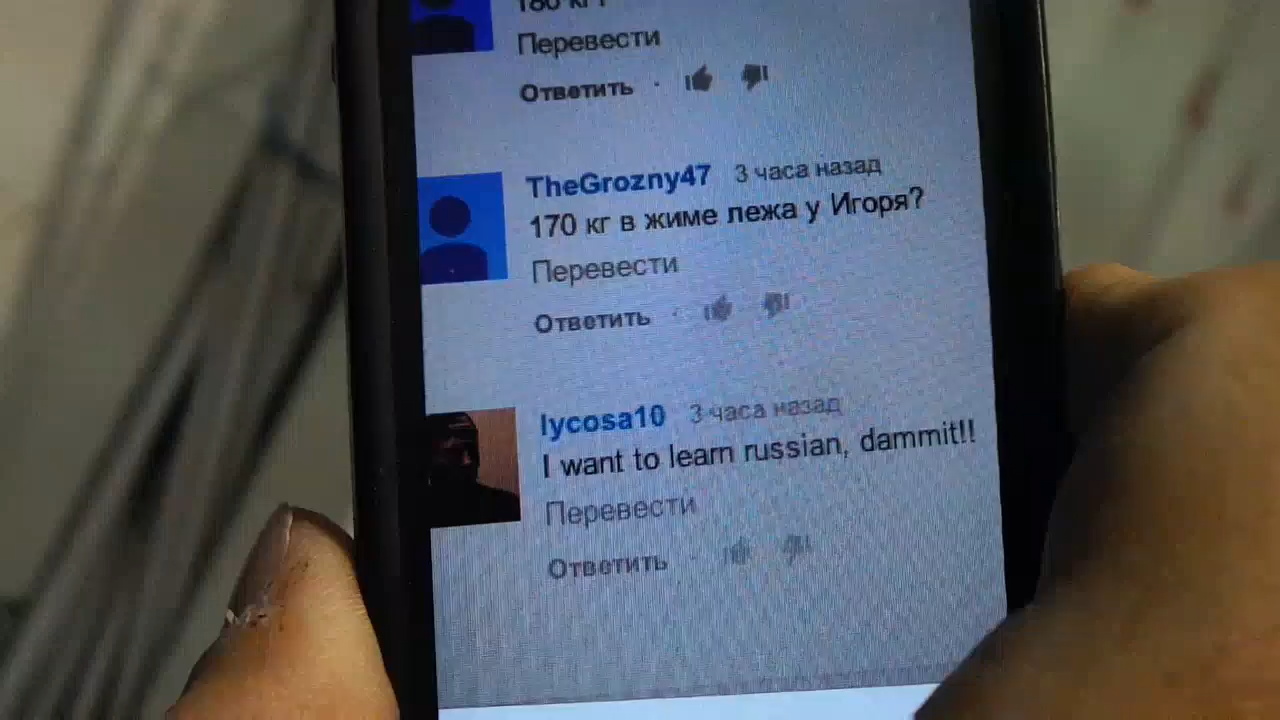 180 кг
Перевести
Ответить
TheGrozny47 3 часа назад
170 кг в жиме лежа у Игоря?
Перевести
Ответить
lycosa10 3 часа назад
I want to learn russian, dammit!!
Перевести
Ответить